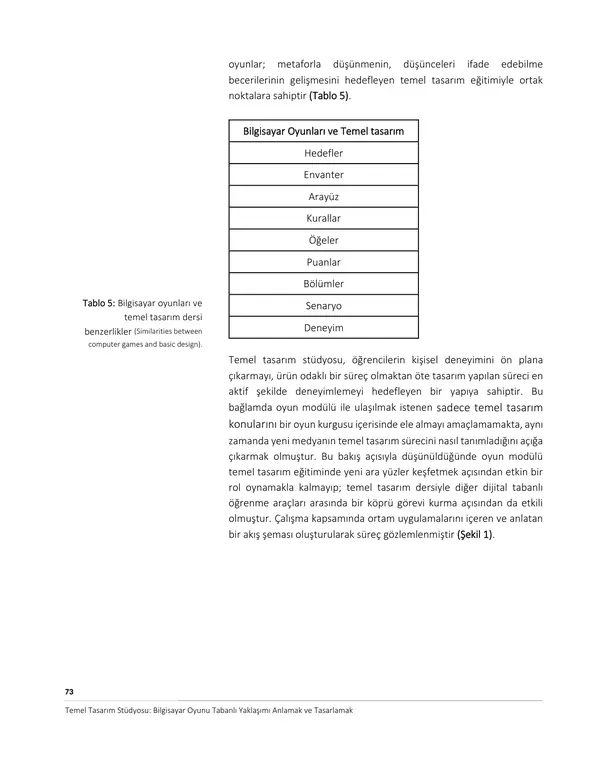 oyunlar; metaforla düşünmenin, düşünceleri ifade edebilme
becerilerinin gelişmesini hedefleyen temel tasarım eğitimiyle ortak
noktalara sahiptir (Tablo 5).
Bilgisayar Oyunları ve Temel tasarım
Hedefler
Envanter
Arayüz
Kurallar
Öğeler
Puanlar
Bölümler
Senaryo
Deneyim
Tablo 5: Bilgisayar oyunları ve
temel tasarım dersi
benzerlikler (Similarities between
computer games and basic design).
Temel tasarım stüdyosu, öğrencilerin kişisel deneyimini ön plana
çıkarmayı, ürün odaklı bir süreç olmaktan öte tasarım yapılan süreci en
aktif şekilde deneyimlemeyi hedefleyen bir yapıya sahiptir. Bu
bağlamda oyun modülü ile ulaşılmak istenen sadece temel tasarım
konularını bir oyun kurgusu içerisinde ele almayı amaçlamamakta, aynı
zamanda yeni medyanın temel tasarım sürecini nasıl tanımladığını açığa
çıkarmak olmuştur. Bu bakış açısıyla düşünüldüğünde oyun modülü
temel tasarım eğitiminde yeni ara yüzler keşfetmek açısından etkin bir
rol oynamakla kalmayıp; temel tasarım dersiyle diğer dijital tabanlı
öğrenme araçları arasında bir köprü görevi kurma açısından da etkili
olmuştur. Çalışma kapsamında ortam uygulamalarını içeren ve anlatan
bir akış şeması oluşturularak süreç gözlemlenmiştir (Şekil 1).
73
Temel Tasarım Stüdyosu: Bilgisayar Oyunu Tabanlı Yaklaşımı Anlamak ve Tasarlamak